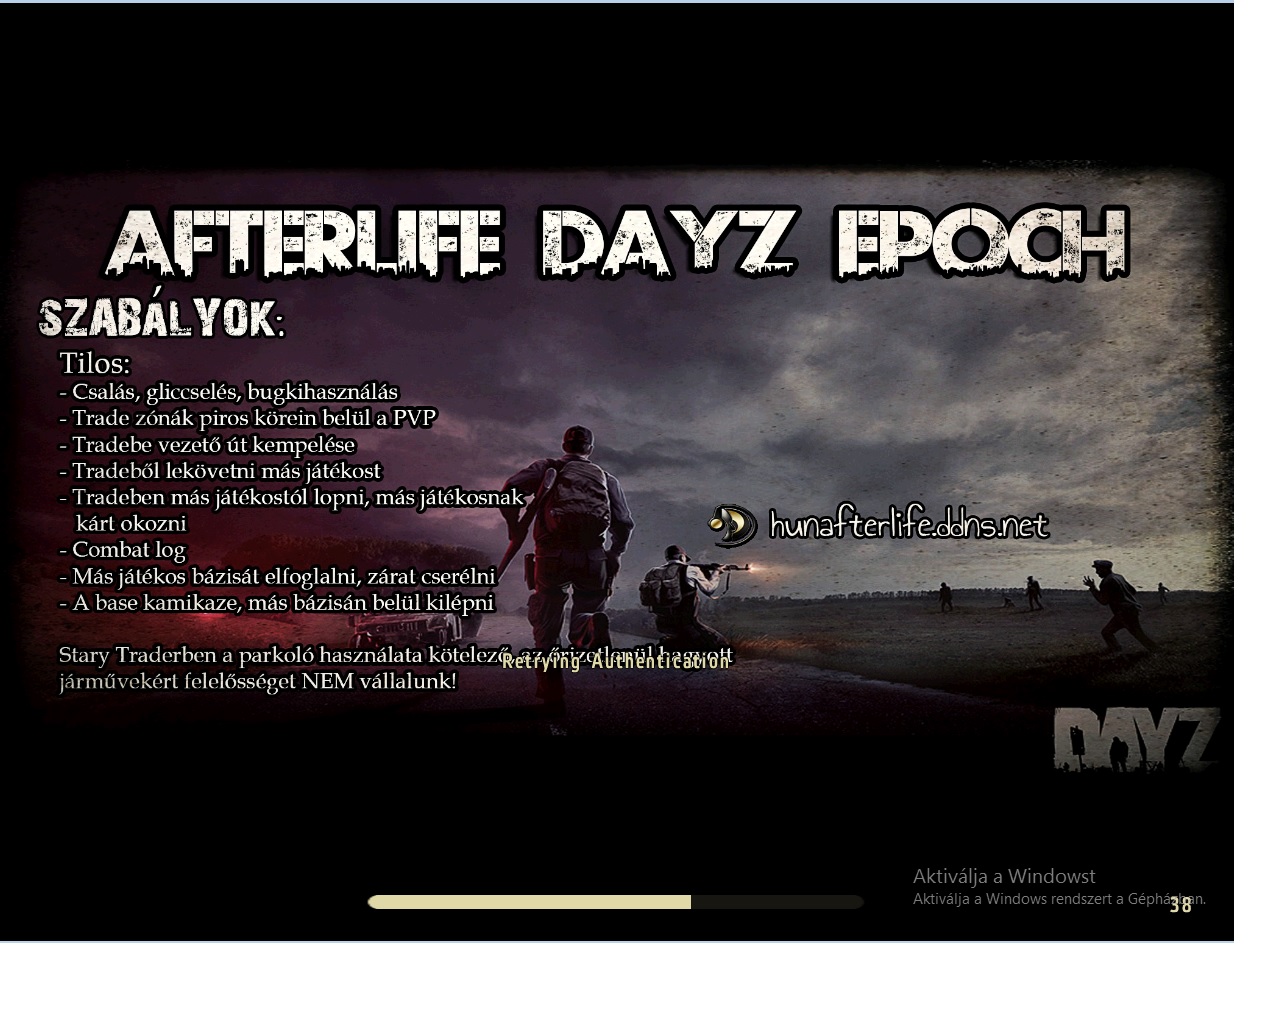 AFTERLIFE DAYZ EPOCH
SZABÁLYOK:
Tilos:
- Csalás, gliccselés, bugkihasználás
- Trade zónák piros körein belül a PVP
- Tradebe vezető út kempelése
- Tradeből lekövetni más játékost
- Tradeben más játékostól lopni, más játékosnak
kárt okozni
- Combat log
- Más játékos bázisát elfoglalni, zárat cserélni
- A base kamikaze, más bázisán belül kilépni
hunafterlife.ddns.net
Stary Traderben a parkoló használata kötelező, az őrizetlenül hagyott
járművekért felelősséget NEM vállalunk!
Retrying Authentication
DAYZ
Aktiválja a Windowst
Aktiválja a Windows rendszert a Gépházban.
38